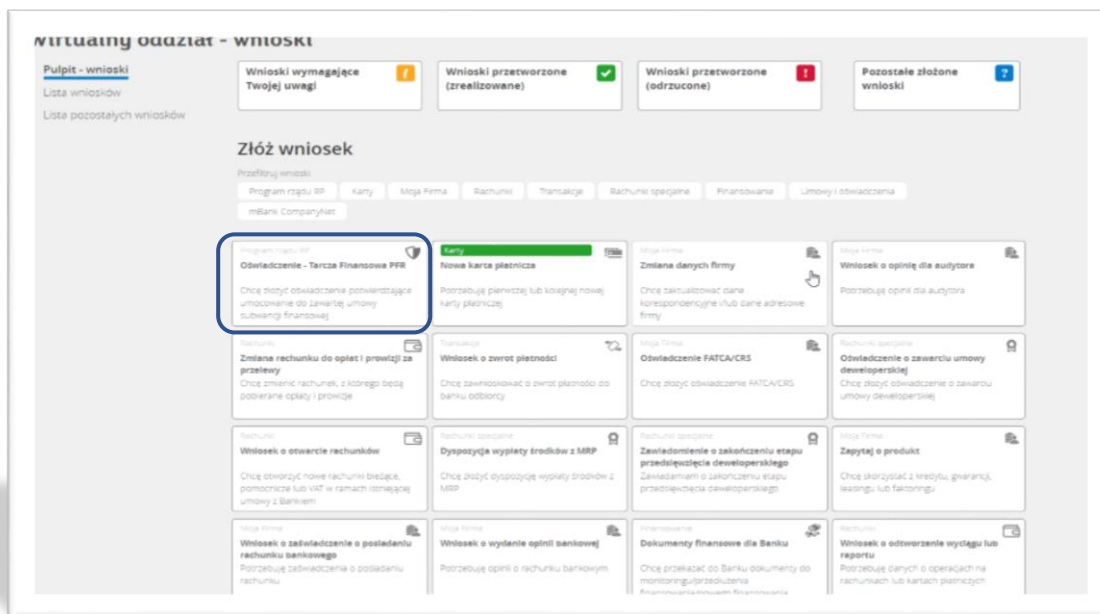 Wirtualny oddział - wnioski
Pulpit - wnioski
Lista wniosków
Lista pozostałych wniosków
Wnioski wymagające
Twojej uwagi
Wnioski przetworzone
(zrealizowane)
Wnioski przetworzone
(odrzucone)
Pozostałe złożone
wnioski
Złóż wniosek
Przefiltruj wnioski
Program rządu RP
Karty
Moja Firma
Rachunki
Transakcje
Rachunki specjalne
Finansowanie
Umowy i oświadczenia
mBank CompanyNet
Program rządu RP
Oświadczenie - Tarcza Finansowa PFR
Chcę złożyć oświadczenie potwierdzające
umocowanie do zawartej umowy
subwencji finansowej
Karty
Nowa karta płatnicza
Potrzebuję pierwszej lub kolejnej nowej
karty płatniczej
Moja Firma
Zmiana danych firmy
Chcę zaktualizować dane
korespondencyjne i/lub dane adresowe
firmy
Moja Firma
Wniosek o opinię dla audytora
Potrzebuję opinii dla audytora
Rachunki
Zmiana rachunku do opłat i prowizji za
przelewy
Chcę zmienić rachunek, z którego będą
pobierane opłaty i prowizje
Transakcje
Wniosek o zwrot płatności
Chcę zawnioskować o zwrot płatności do
banku odbiorcy
Moja Firma
Oświadczenie FATCA/CRS
Chcę złożyć oświadczenie FATCA/CRS
Rachunki specjalne
Oświadczenie o zawarciu umowy
deweloperskiej
Chcę złożyć oświadczenie o zawarciu
umowy deweloperskiej
Rachunki
Wniosek o otwarcie rachunków
Chcę otworzyć nowe rachunki bieżące,
pomocnicze lub VAT w ramach istniejącej
umowy z Bankiem
Rachunki specjalne
Dyspozycja wypłaty środków z MRP
Chcę złożyć dyspozycję wypłaty środków z
MRP
Rachunki specjalne
Zawiadomienie o zakończeniu etapu
przedsięwzięcia deweloperskiego
Zawiadamiam o zakończeniu etapu
przedsięwzięcia deweloperskiego
Moja Firma
Zapytaj o produkt
Chcę skorzystać z kredytu, gwarancji,
leasingu lub faktoringu
Moja Firma
Wniosek o zaświadczenie o posiadaniu
rachunku bankowego
Potrzebuję zaświadczenia o posiadaniu
rachunku
Moja Firma
Wniosek o wydanie opinii bankowej
Potrzebuję opinii o rachunku bankowym
Finansowanie
Dokumenty finansowe dla Banku
Chcę przekazać do Banku dokumenty do
monitoringu/przedłużenia
finansowania/nowego finansowania
Rachunki
Wniosek o odtworzenie wyciągu lub
raportu
Potrzebuję danych o operacjach na
rachunkach lub kartach płatniczych